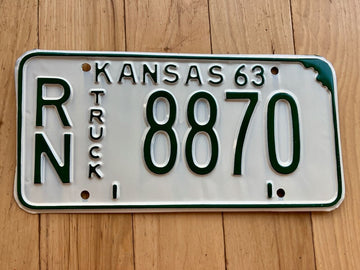 KANSAS 63
RN TRUCK 8870